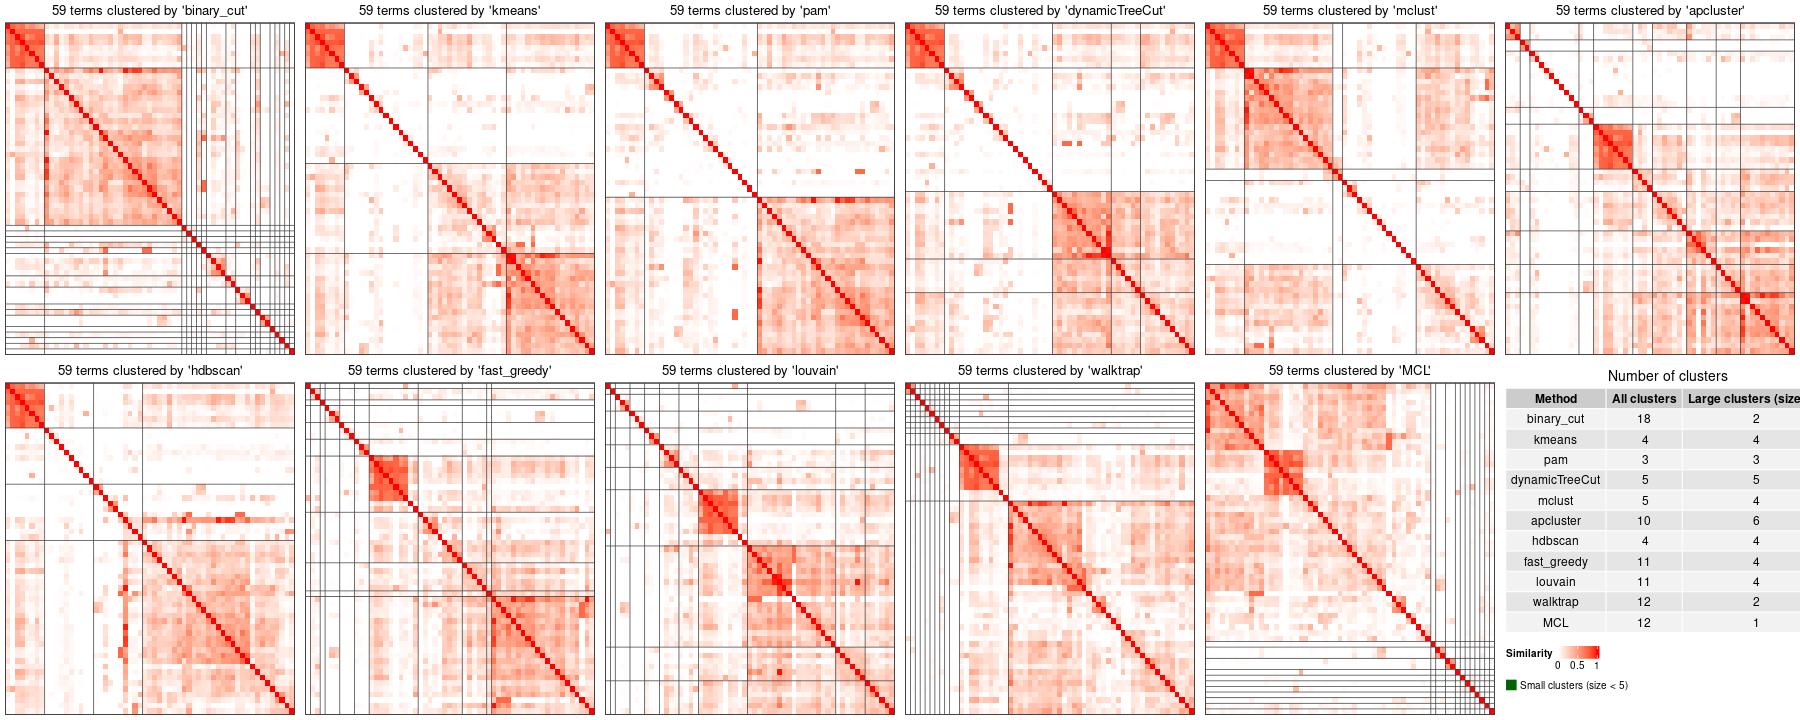 59 terms clustered by 'binary_cut'
59 terms clustered by 'kmeans'
59 terms clustered by 'pam'
59 terms clustered by 'dynamicTreeCut'
59 terms clustered by 'mclust'
59 terms clustered by 'apcluster'
59 terms clustered by 'hdbscan'
59 terms clustered by 'fast_greedy'
59 terms clustered by 'louvain'
59 terms clustered by 'walktrap'
59 terms clustered by 'MCL'
Number of clusters
Method All clusters Large clusters (size
binary_cut 18 2
kmeans 4 4
pam 3 3
dynamicTreeCut 5 5
mclust 5 4
apcluster 10 6
hdbscan 4 4
fast_greedy 11 4
louvain 11 4
walktrap 12 2
MCL 12 1
Similarity
0 0.5 1
Small clusters (size < 5)